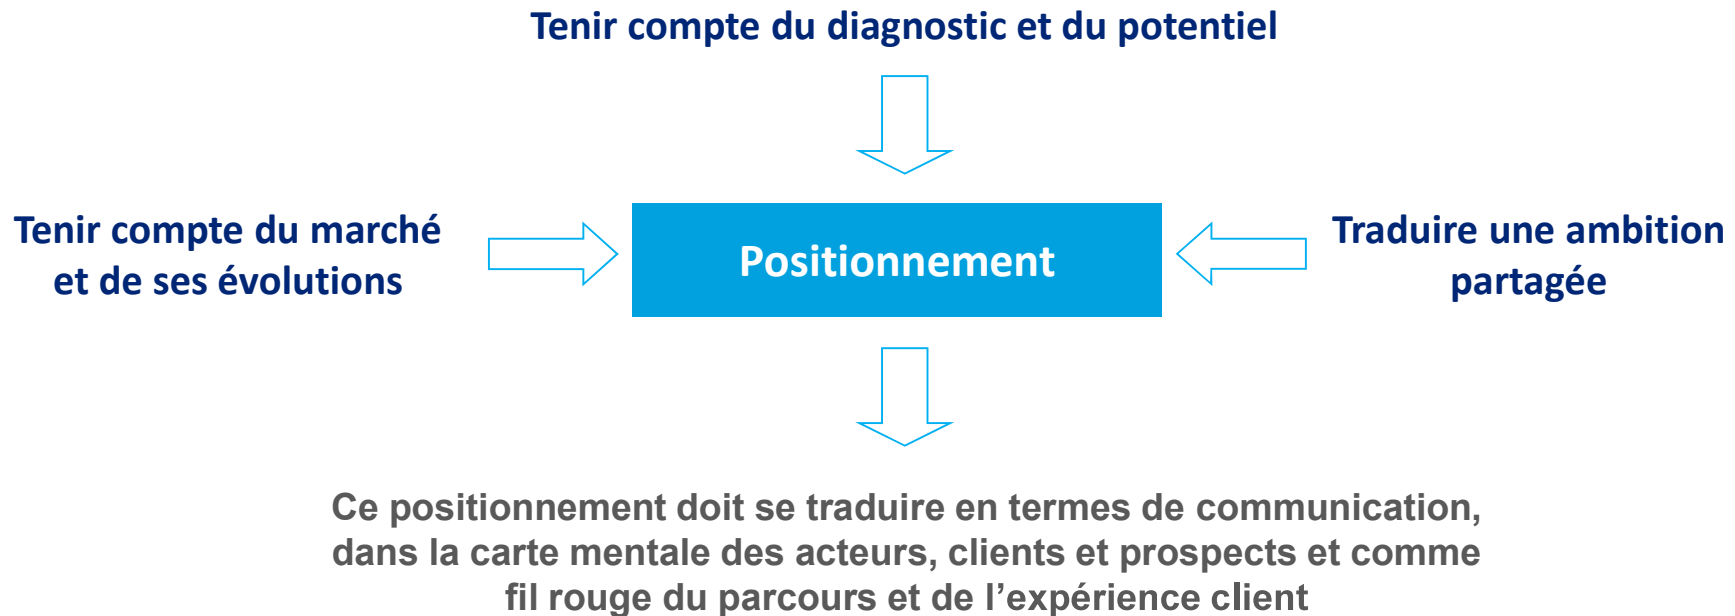 Tenir compte du diagnostic et du potentiel
Tenir compte du marché
et de ses évolutions
Positionnement
Traduire une ambition
partagée
Ce positionnement doit se traduire en termes de communication,
dans la carte mentale des acteurs, clients et prospects et comme
fil rouge du parcours et de l’expérience client